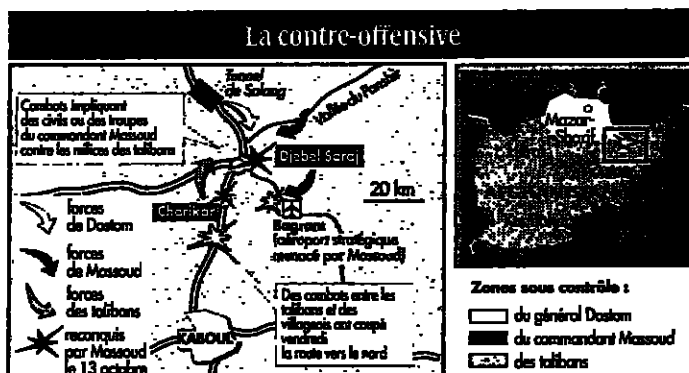 La contre-offensive
Tunnel
de Salang
Vallée du Panshir
Combats impliquant
des civils ou des troupes
du commandant Massoud
contre les milices des talibans
Djebel Seraj
20 km
Charikar
Bagram
(aéroport stratégique
menacé par Massoud)
forces
de Dostom
forces
de Massoud
forces
des talibans
reconquis
par Massoud
le 13 octobre
KABOUL
Des combats entre les
talibans et des
villageois ont coupé
vendredi
la route vers le nord
Mazar-
Sharif
Zones sous contrôle :
du général Dostom
du commandant Massoud
des talibans